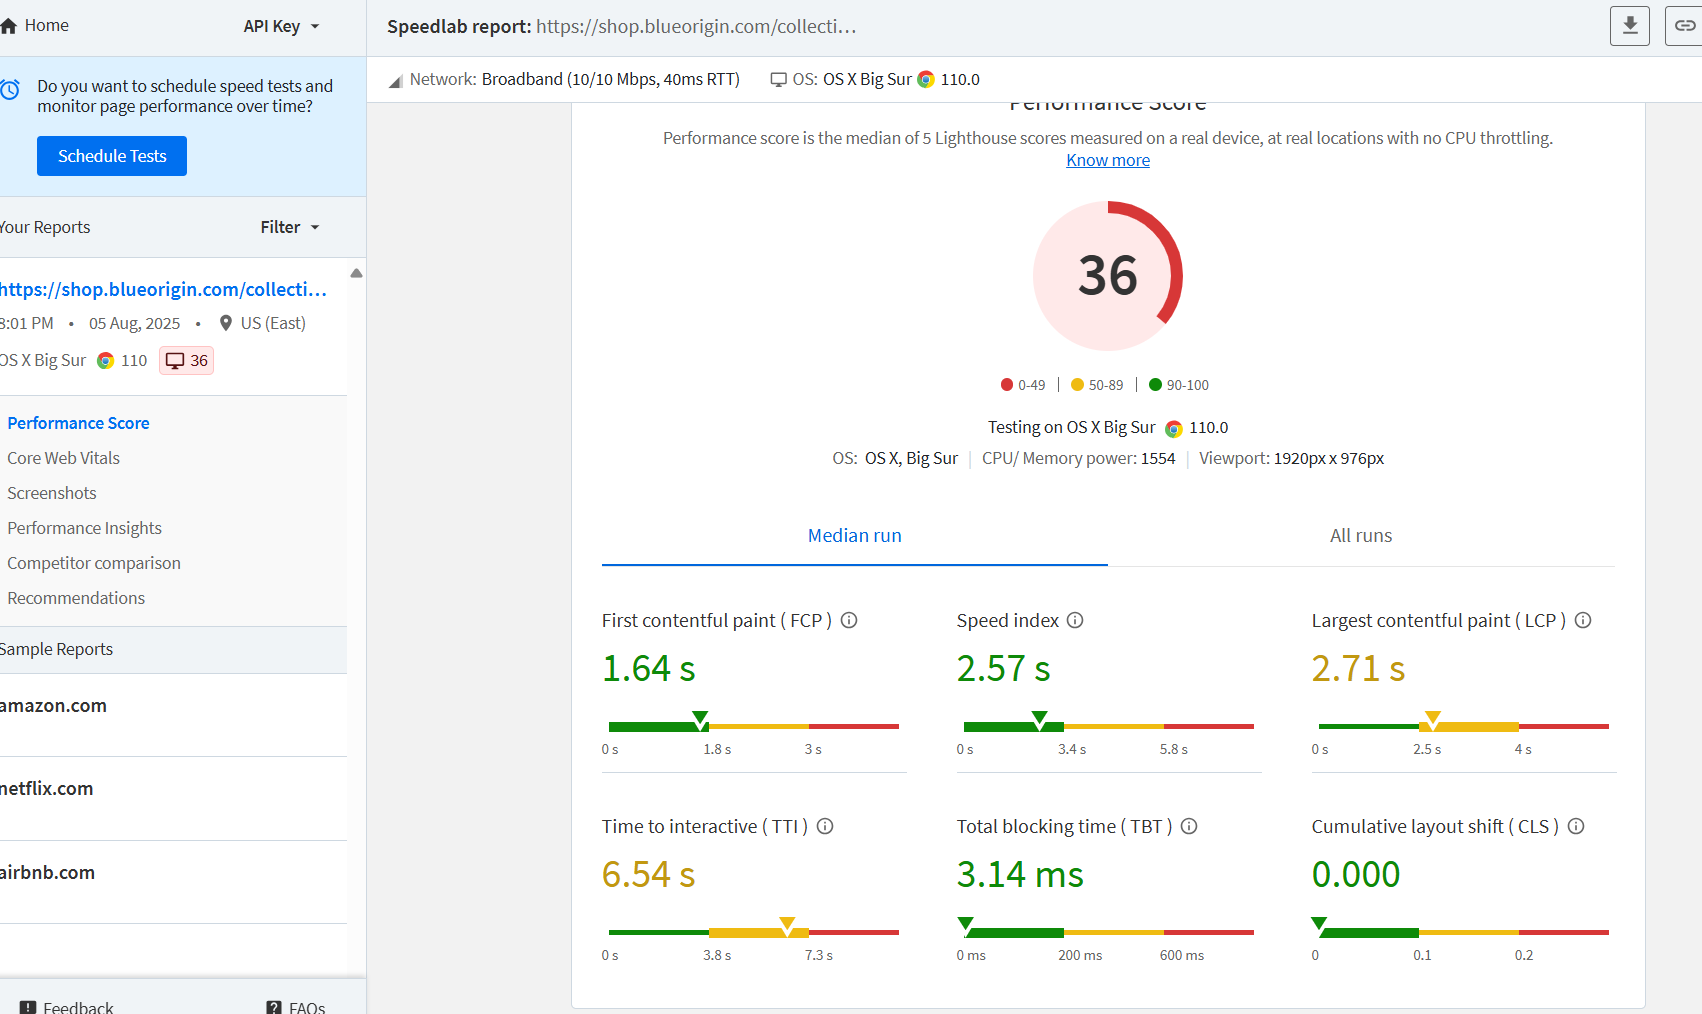 Home
API Key
Do you want to schedule speed tests and
monitor page performance over time?
Schedule Tests
Your Reports
Filter
https://shop.blueorigin.com/collecti...
8:01 PM • 05 Aug, 2025 • US (East)
OS X Big Sur 110 36
Performance Score
Core Web Vitals
Screenshots
Performance Insights
Competitor comparison
Recommendations
Sample Reports
amazon.com
netflix.com
airbnb.com
Feedback
FAQs
Speedlab report: https://shop.blueorigin.com/collecti...
Network: Broadband (10/10 Mbps, 40ms RTT) OS: OS X Big Sur 110.0
Performance Score
Performance score is the median of 5 Lighthouse scores measured on a real device, at real locations with no CPU throttling.
Know more
36
0-49 | 50-89 | 90-100
Testing on OS X Big Sur 110.0
OS: OS X, Big Sur | CPU/ Memory power: 1554 | Viewport: 1920px x 976px
Median run
All runs
First contentful paint ( FCP )
1.64 s
0 s 1.8 s 3 s
Speed index
2.57 s
0 s 3.4 s 5.8 s
Largest contentful paint ( LCP )
2.71 s
0 s 2.5 s 4 s
Time to interactive ( TTI )
6.54 s
0 s 3.8 s 7.3 s
Total blocking time ( TBT )
3.14 ms
0 ms 200 ms 600 ms
Cumulative layout shift ( CLS )
0.000
0 0.1 0.2